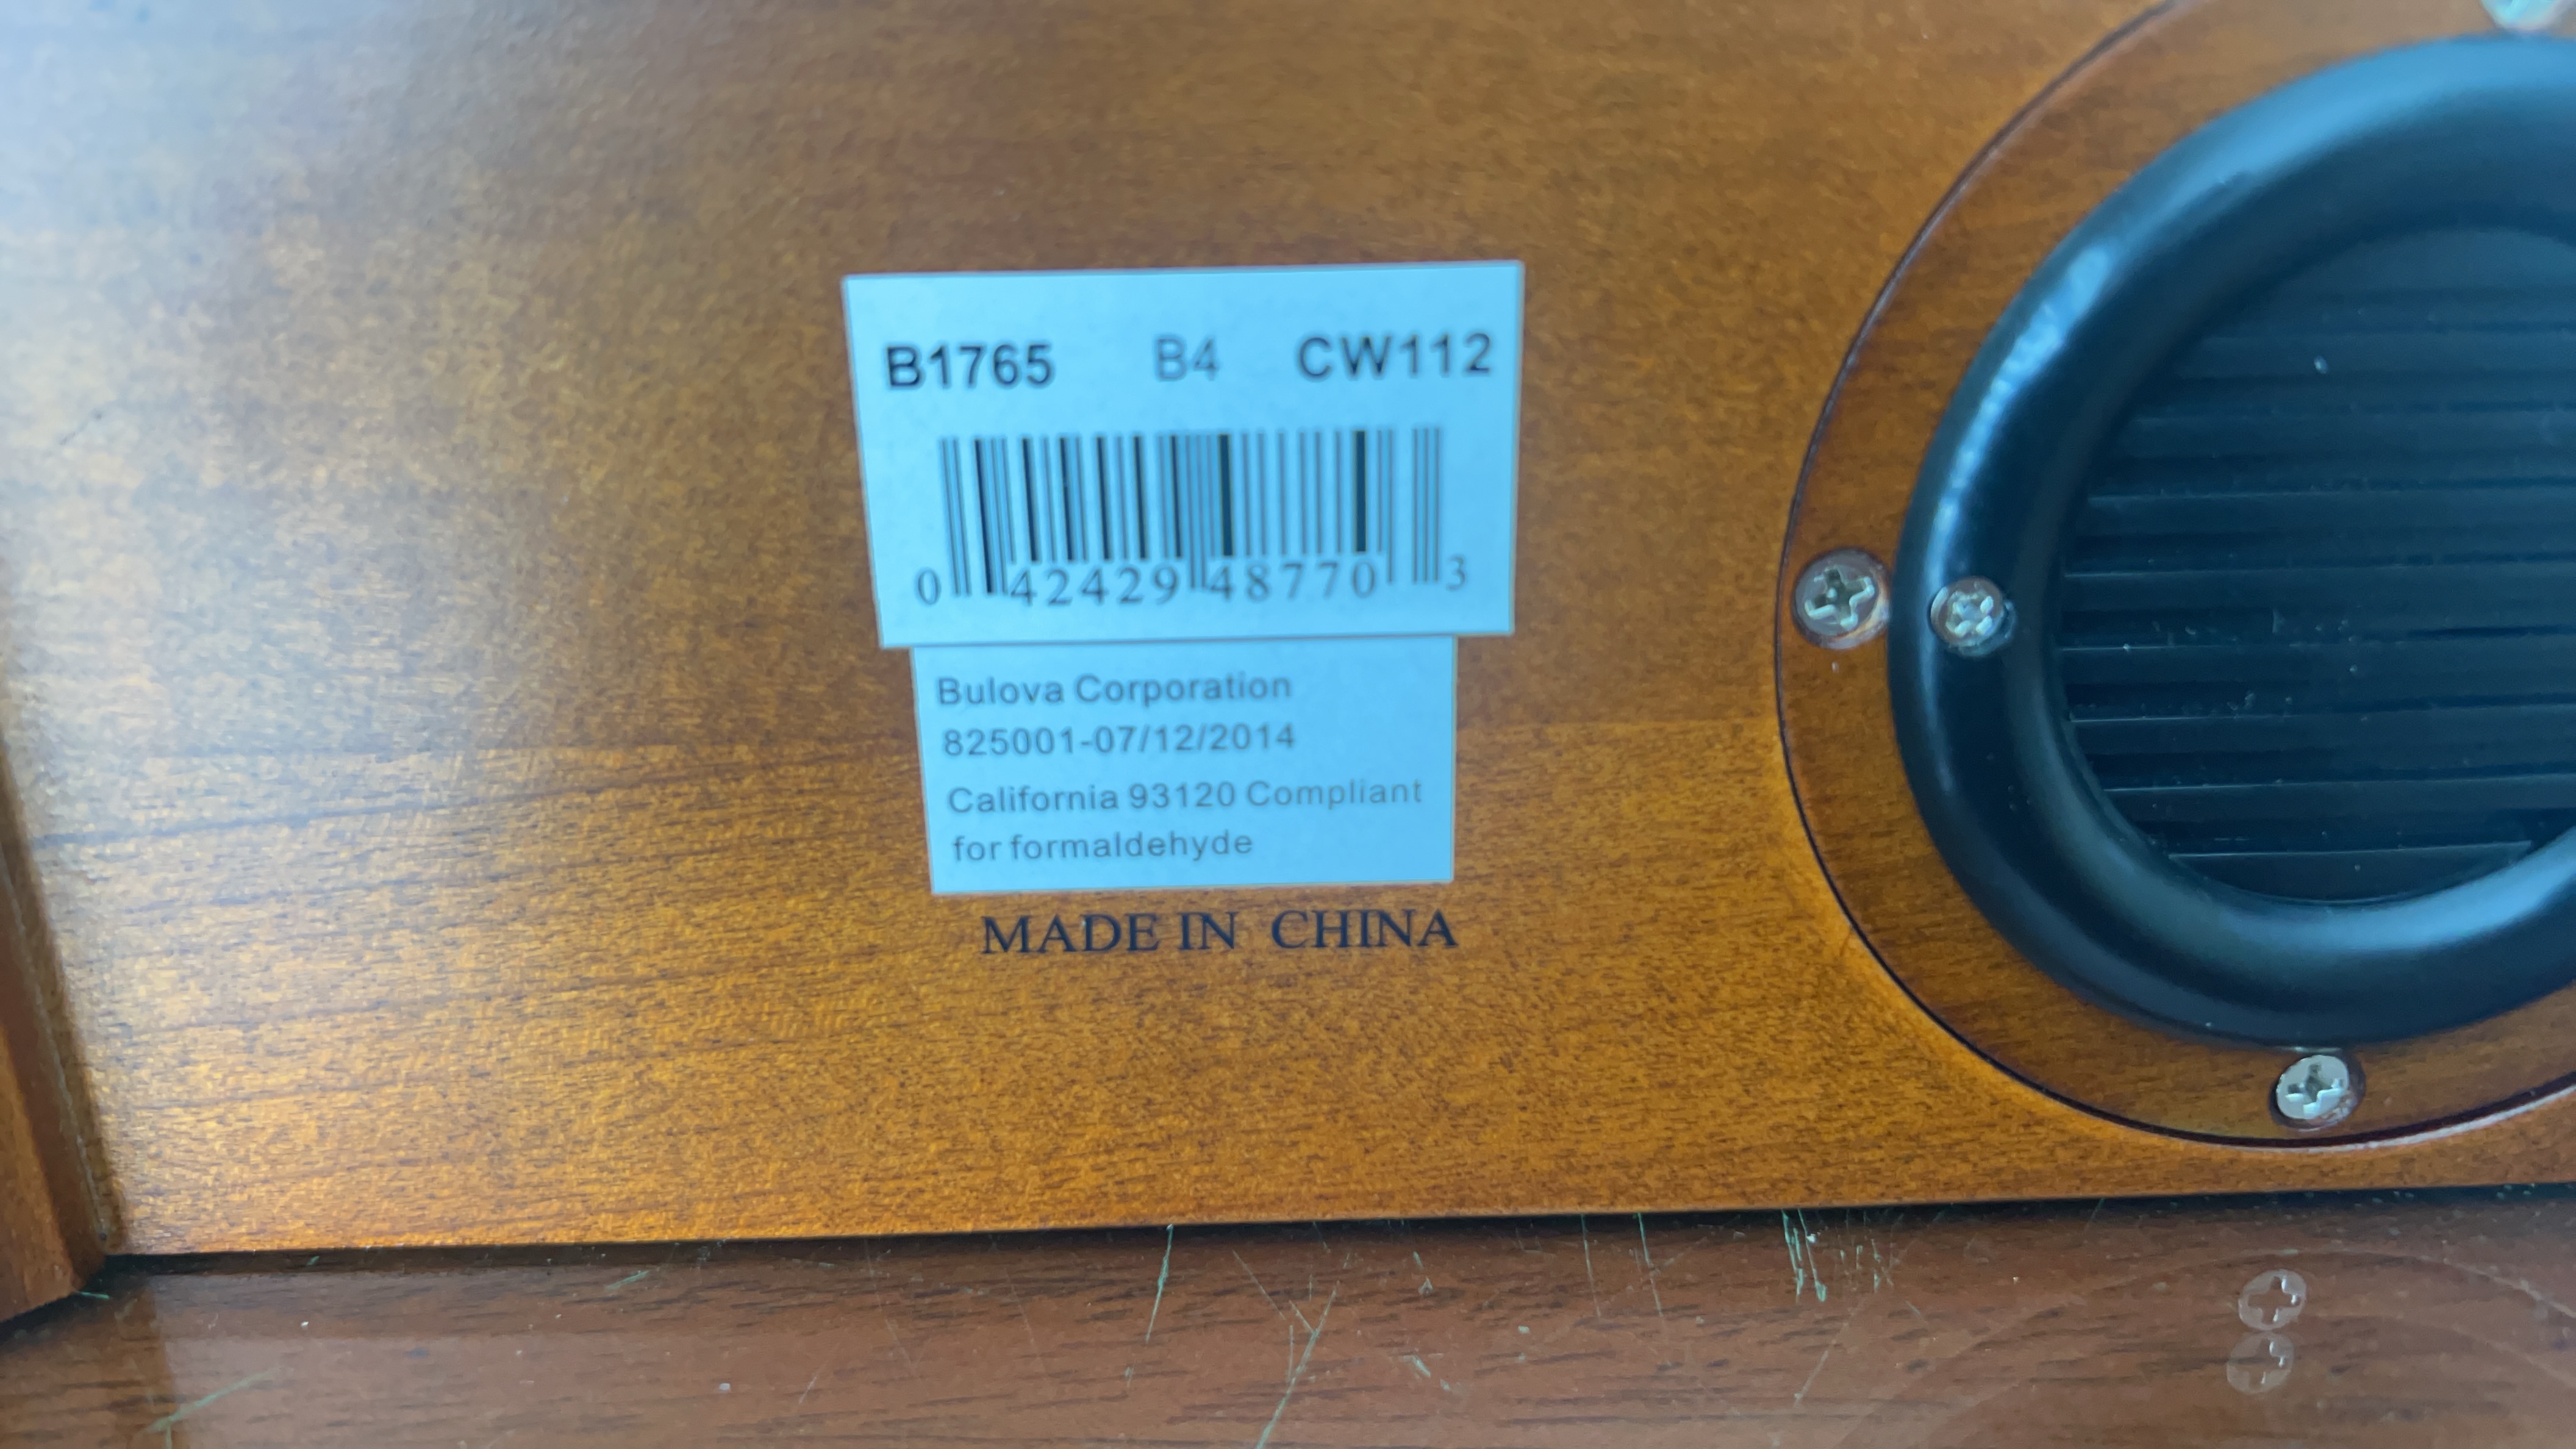 B1765 B4 CW112
0 42429 48770 3
Bulova Corporation
825001-07/12/2014
California 93120 Compliant
for formaldehyde
MADE IN CHINA